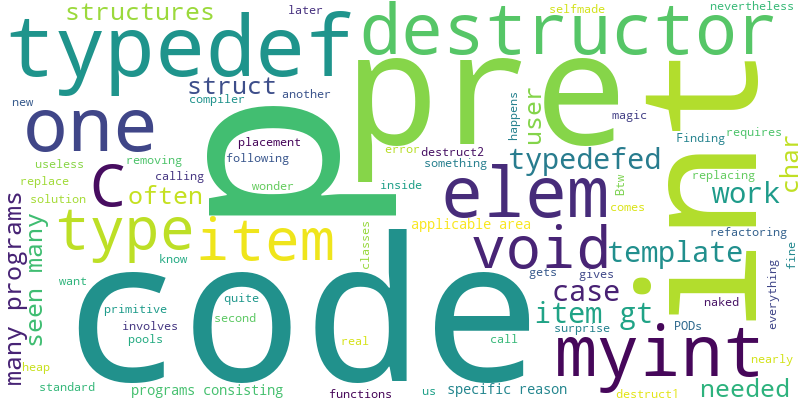 structures
later
selfmade
nevertheless
typedef
destructor
struct
compiler
another
new
one
pre
int
p
happens
user
magic
placement
following
destruct2
error
something
typedefed
Finding
requires
char
useless
removing
calling
replace
solution
C
often
wonder
inside
elem
Btw
replacing
work
comes
many programs
seen many
type
item
classes
applicable area
void
template
refactoring
fine
everything
know
want
gets
gives
case
naked
code
primitive
quite
involves
second
pools
real
call
item gt
surprise
PODs
myint
nearly
heap
standard
programs consisting
functions
us
specific reason
destruct1
needed